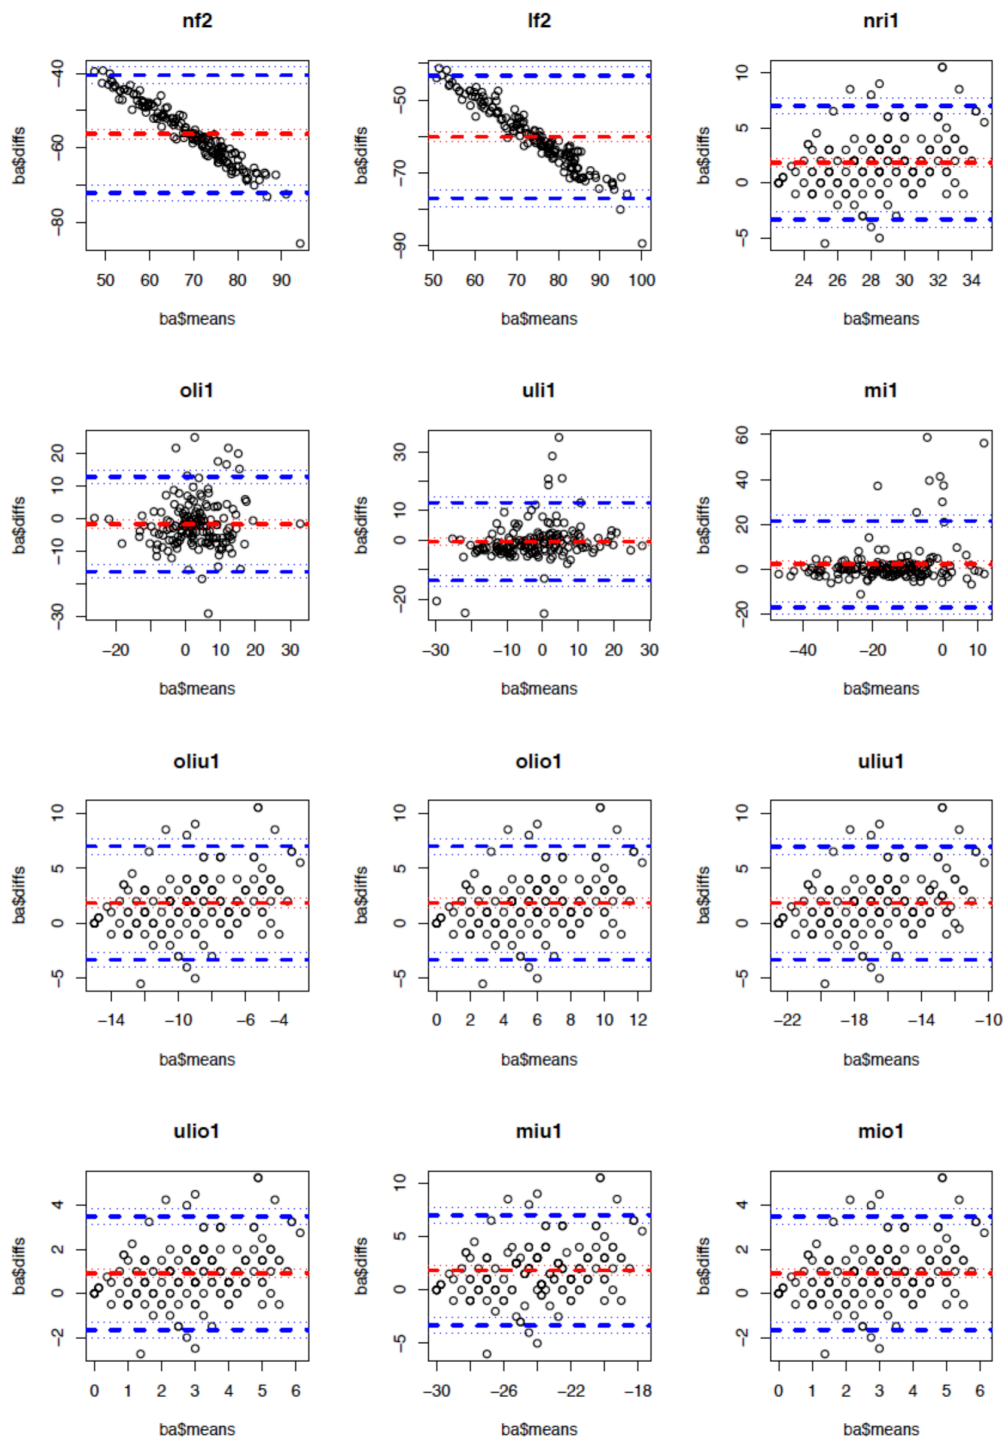 nf2 lf2 nri1
ba$diffs −80 −60 −40
50 60 70 80 90
ba$means
ba$diffs −90 −70 −50
50 60 70 80 90 100
ba$means
ba$diffs −5 0 5 10
24 26 28 30 32 34
ba$means
oli1 uli1 mi1
ba$diffs −30 −10 0 10 20
−20 0 10 20 30
ba$means
ba$diffs −20 0 10 30
−30 −10 0 10 20 30
ba$means
ba$diffs −20 0 20 40 60
−40 −20 0 10
ba$means
oliu1 olio1 uliu1
ba$diffs −5 0 5 10
−14 −10 −6 −4
ba$means
ba$diffs −5 0 5 10
0 2 4 6 8 10 12
ba$means
ba$diffs −5 0 5 10
−22 −18 −14 −10
ba$means
ulio1 miu1 mio1
ba$diffs −2 0 2 4
0 1 2 3 4 5 6
ba$means
ba$diffs −5 0 5 10
−30 −26 −22 −18
ba$means
ba$diffs −2 0 2 4
0 1 2 3 4 5 6
ba$means